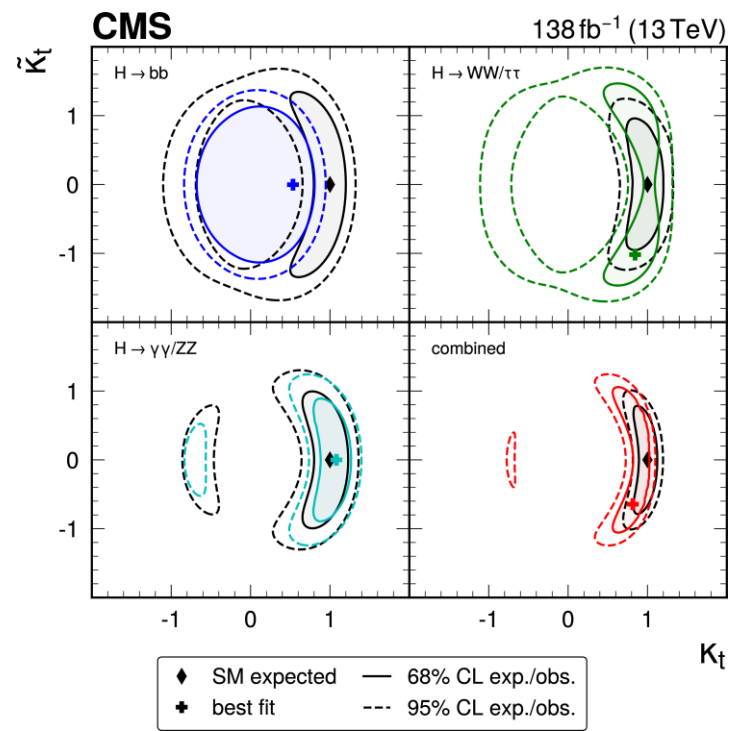 CMS 138 fb⁻¹ (13 TeV)
κ̃ₜ
H → bb
H → WW/ττ
1
0
-1
H → γγ/ZZ
combined
1
0
-1
-1 0 1 -1 0 1
κₜ
SM expected 68% CL exp./obs.
best fit 95% CL exp./obs.